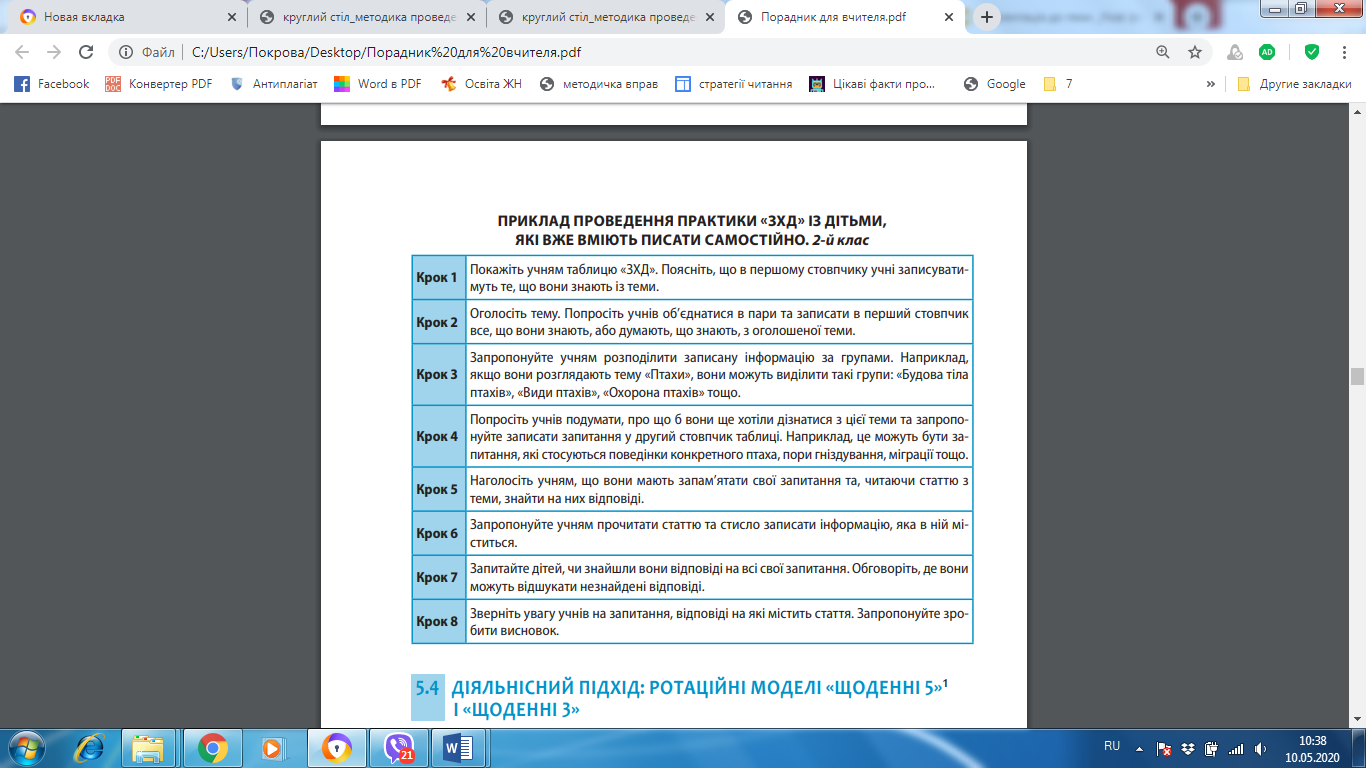 Новая вкладка
круглий стіл_методика проведе
круглий стіл_методика проведе
Порадник для вчителя.pdf
Файл
C:/Users/Покрова/Desktop/Порадник%20для%20вчителя.pdf
AD
Facebook
Конвертер PDF
Антиплагіат
Word в PDF
Освіта ЖН
методичка вправ
стратегії читання
Цікаві факти про...
Google
7
»
Другие закладки
ПРИКЛАД ПРОВЕДЕННЯ ПРАКТИКИ «ЗХД» ІЗ ДІТЬМИ,
ЯКІ ВЖЕ ВМІЮТЬ ПИСАТИ САМОСТІЙНО. 2-й клас
Крок 1
Покажіть учням таблицю «ЗХД». Поясніть, що в першому стовпчику учні записувати-
муть те, що вони знають із теми.
Крок 2
Оголосіть тему. Попросіть учнів об’єднатися в пари та записати в перший стовпчик
все, що вони знають, або думають, що знають, з оголошеної теми.
Крок 3
Запропонуйте учням розподілити записану інформацію за групами. Наприклад,
якщо вони розглядають тему «Птахи», вони можуть виділити такі групи: «Будова тіла
птахів», «Види птахів», «Охорона птахів» тощо.
Крок 4
Попросіть учнів подумати, про що б вони ще хотіли дізнатися з цієї теми та запропо-
нуйте записати запитання у другий стовпчик таблиці. Наприклад, це можуть бути за-
питання, які стосуються поведінки конкретного птаха, пори гніздування, міграції тощо.
Крок 5
Наголосіть учням, що вони мають запам’ятати свої запитання та, читаючи статтю з
теми, знайти на них відповіді.
Крок 6
Запропонуйте учням прочитати статтю та стисло записати інформацію, яка в ній мі-
ститься.
Крок 7
Запитайте дітей, чи знайшли вони відповіді на всі свої запитання. Обговоріть, де вони
можуть відшукати незнайдені відповіді.
Крок 8
Зверніть увагу учнів на запитання, відповіді на які містить стаття. Запропонуйте зро-
бити висновок.
5.4 ДІЯЛЬНІСНИЙ ПІДХІД: РОТАЦІЙНІ МОДЕЛІ «ЩОДЕННІ 5»1
І «ЩОДЕННІ 3»
21
RU
10:38
10.05.2020